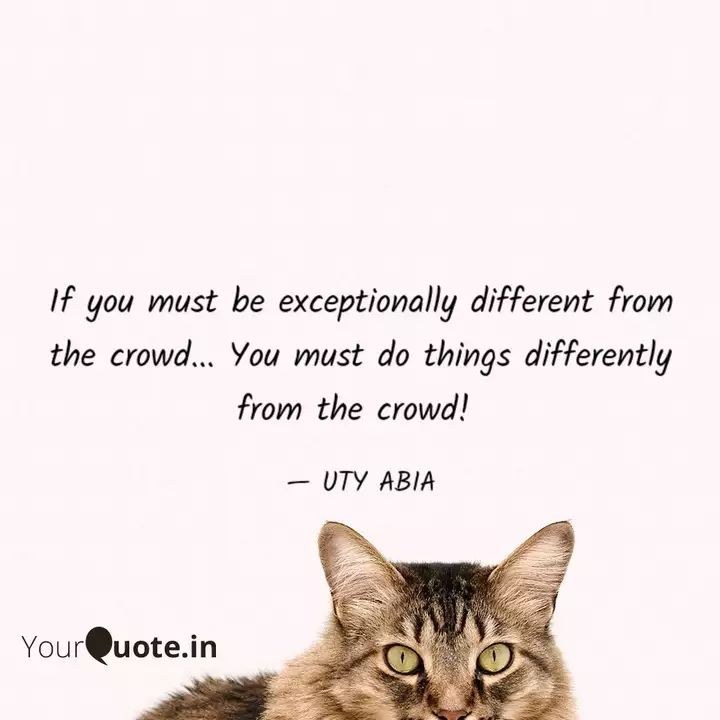 If you must be exceptionally different from
the crowd... You must do things differently
from the crowd!
— UTY ABIA
YourQuote.in